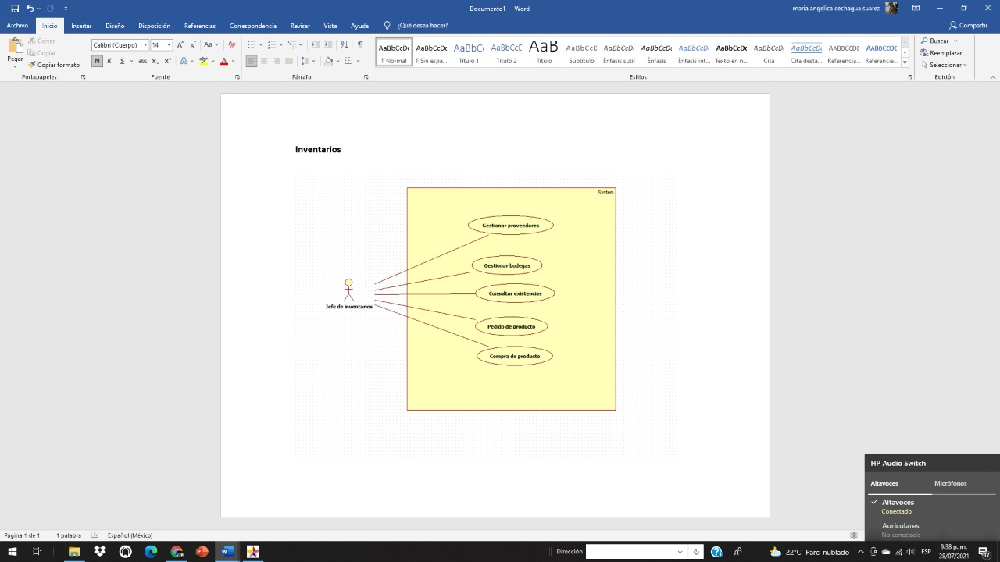 Documento1 - Word
maria angelica cechagua suarez
Archivo Inicio Insertar Diseño Disposición Referencias Correspondencia Revisar Vista Ayuda ¿Qué desea hacer? Compartir
Pegar
Cortar
Copiar
Copiar formato
Portapapeles
Calibri (Cuerpo) 14
N K S abc x₂ x²
Fuente
Párrafo
AaBbCcDc ¶ Normal
AaBbCcDc ¶ Sin espa...
AaBbCc Título 1
AaBbCcD Título 2
AaB Título
AaBbCcD Subtítulo
AaBbCcDc Énfasis sutil
AaBbCcDc Énfasis
AaBbCcDc Énfasis int...
AaBbCcDc Texto en n...
AaBbCcDc Cita
AaBbCcDc Cita desta...
AABBCCDC Referencia...
AABBCCDC Referencia...
Estilos
Buscar
Reemplazar
Seleccionar
Edición
Inventarios
System
Gestionar proveedores
Gestionar bodegas
Consultar existencias
Pedido de producto
Compra de producto
Jefe de inventarios
HP Audio Switch
Altavoces Micrófonos
Altavoces
Conectado
Auriculares
No conectado
Página 1 de 1 1 palabra Español (México)
Dirección
22°C Parc. nublado
ESP
9:38 p. m.
28/07/2021
17